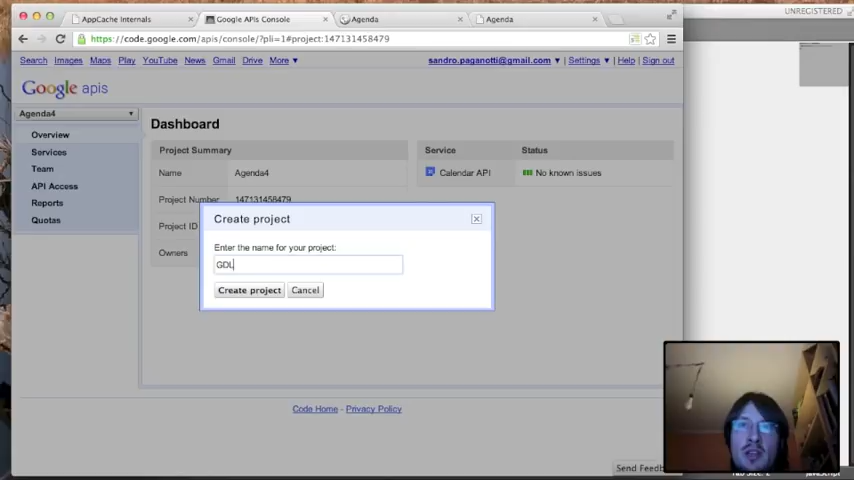 UNREGISTERED
AppCache Internals
Google APIs Console
Agenda
Agenda
https://code.google.com/apis/console/?pli=1#project:147131458479
Search Images Maps Play YouTube News Gmail Drive More ▼
sandro.paganotti@gmail.com ▼ | Settings ▼ | Help | Sign out
Google apis
Agenda4
Overview
Services
Team
API Access
Reports
Quotas
Dashboard
Project Summary
Name Agenda4
Project Number 147131458479
Project ID
Owners
Service Status
Calendar API No known issues
Create project
Enter the name for your project:
GDL
Create project Cancel
Code Home - Privacy Policy
Send Feedb
JavaScript